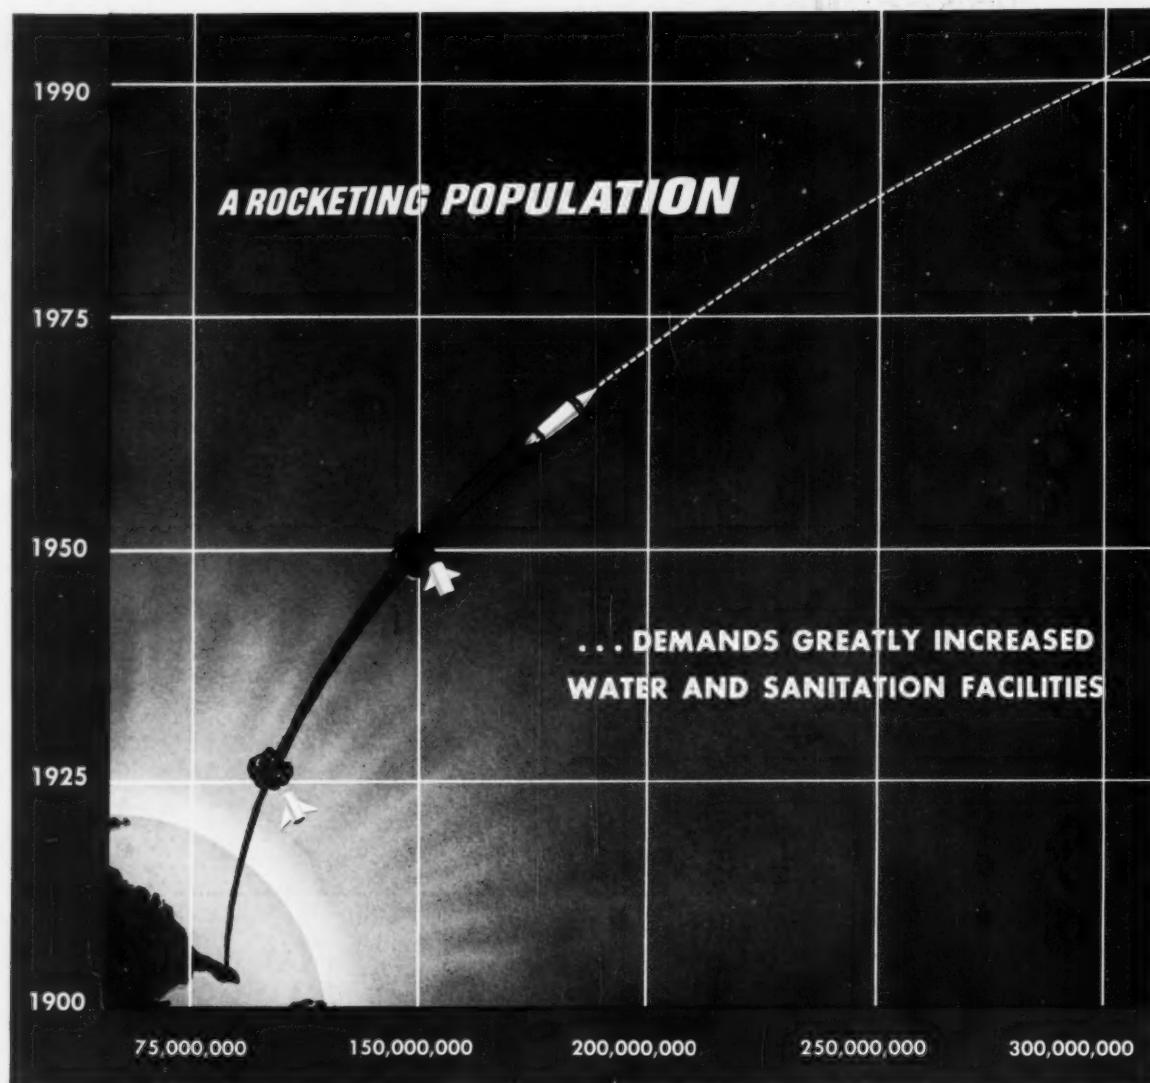 1990
A ROCKETING POPULATION
1975
1950
... DEMANDS GREATLY INCREASED
WATER AND SANITATION FACILITIES
1925
1900
75,000,000 150,000,000 200,000,000 250,000,000 300,000,000